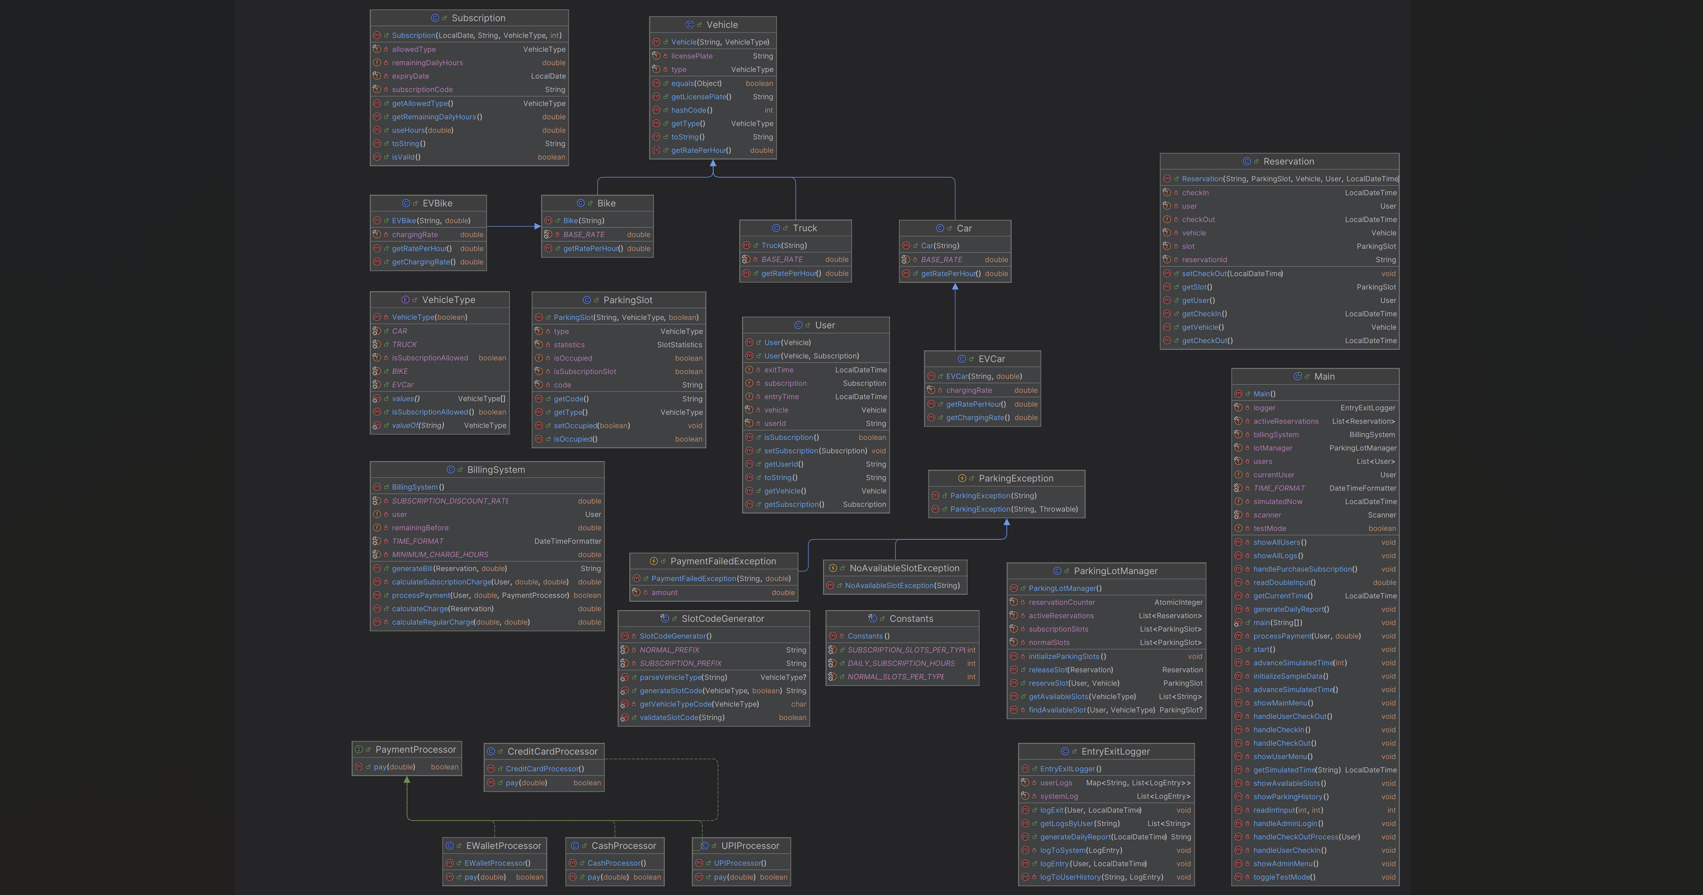 Subscription
Subscription(LocalDate, String, VehicleType, int)
allowedType VehicleType
remainingDailyHours double
expiryDate LocalDate
subscriptionCode String
getAllowedType() VehicleType
getRemainingDailyHours() double
useHours(double) double
toString() String
isValid() boolean
Vehicle
Vehicle(String, VehicleType)
licensePlate String
type VehicleType
equals(Object) boolean
getLicensePlate() String
hashCode() int
getType() VehicleType
toString() String
getRatePerHour() double
Reservation
Reservation(String, ParkingSlot, Vehicle, User, LocalDateTime)
checkIn LocalDateTime
user User
checkOut LocalDateTime
vehicle Vehicle
slot ParkingSlot
reservationId String
setCheckOut(LocalDateTime) void
getSlot() ParkingSlot
getUser() User
getCheckIn() LocalDateTime
getVehicle() Vehicle
getCheckOut() LocalDateTime
EVBike
EVBike(String, double)
chargingRate double
getRatePerHour() double
getChargingRate() double
Bike
Bike(String)
BASE_RATE double
getRatePerHour() double
Truck
Truck(String)
BASE_RATE double
getRatePerHour() double
Car
Car(String)
BASE_RATE double
getRatePerHour() double
VehicleType
VehicleType(boolean)
CAR
TRUCK
isSubscriptionAllowed boolean
BIKE
EVCar
values() VehicleType[]
isSubscriptionAllowed() boolean
valueOf(String) VehicleType
ParkingSlot
ParkingSlot(String, VehicleType, boolean)
type VehicleType
statistics SlotStatistics
isOccupied boolean
isSubscriptionSlot boolean
code String
getCode() String
getType() VehicleType
setOccupied(boolean) void
isOccupied() boolean
User
User(Vehicle)
User(Vehicle, Subscription)
exitTime LocalDateTime
subscription Subscription
entryTime LocalDateTime
vehicle Vehicle
userId String
isSubscription() boolean
setSubscription(Subscription) void
getUserId() String
toString() String
getVehicle() Vehicle
getSubscription() Subscription
EVCar
EVCar(String, double)
chargingRate double
getRatePerHour() double
getChargingRate() double
Main
Main()
logger EntryExitLogger
activeReservations List<Reservation>
billingSystem BillingSystem
lotManager ParkingLotManager
users List<User>
currentUser User
TIME_FORMAT DateTimeFormatter
simulatedNow LocalDateTime
scanner Scanner
testMode boolean
showAllUsers() void
showAllLogs() void
handlePurchaseSubscription() void
readDoubleInput() double
getCurrentTime() LocalDateTime
generateDailyReport() void
main(String[]) void
processPayment(User, double) void
start() void
advanceSimulatedTime(int) void
initializeSampleData() void
advanceSimulatedTime() void
showMainMenu() void
handleUserCheckOut() void
handleCheckIn() void
handleCheckOut() void
showUserMenu() void
getSimulatedTime(String) LocalDateTime
showAvailableSlots() void
showParkingHistory() void
readIntInput(int, int) int
handleAdminLogin() void
handleCheckOutProcess(User) void
handleUserCheckIn() void
showAdminMenu() void
toggleTestMode() void
BillingSystem
BillingSystem()
SUBSCRIPTION_DISCOUNT_RATE double
user User
remainingBefore double
TIME_FORMAT DateTimeFormatter
MINIMUM_CHARGE_HOURS double
generateBill(Reservation, double) String
calculateSubscriptionCharge(User, double, double) double
processPayment(User, double, PaymentProcessor) boolean
calculateCharge(Reservation) double
calculateRegularCharge(double, double) double
ParkingException
ParkingException(String)
ParkingException(String, Throwable)
PaymentFailedException
PaymentFailedException(String, double)
amount double
NoAvailableSlotException
NoAvailableSlotException(String)
ParkingLotManager
ParkingLotManager()
reservationCounter AtomicInteger
activeReservations List<Reservation>
subscriptionSlots List<ParkingSlot>
normalSlots List<ParkingSlot>
initializeParkingSlots() void
releaseSlot(Reservation) Reservation
reserveSlot(User, Vehicle) ParkingSlot
getAvailableSlots(VehicleType) List<String>
findAvailableSlot(User, VehicleType) ParkingSlot?
SlotCodeGenerator
SlotCodeGenerator()
NORMAL_PREFIX String
SUBSCRIPTION_PREFIX String
parseVehicleType(String) VehicleType?
generateSlotCode(VehicleType, boolean) String
getVehicleTypeCode(VehicleType) char
validateSlotCode(String) boolean
Constants
Constants()
SUBSCRIPTION_SLOTS_PER_TYPE int
DAILY_SUBSCRIPTION_HOURS int
NORMAL_SLOTS_PER_TYPE int
PaymentProcessor
pay(double) boolean
CreditCardProcessor
CreditCardProcessor()
pay(double) boolean
EntryExitLogger
EntryExitLogger()
userLogs Map<String, List<LogEntry>>
systemLog List<LogEntry>
logExit(User, LocalDateTime) void
getLogsByUser(String) List<String>
generateDailyReport(LocalDateTime) String
logToSystem(LogEntry) void
logEntry(User, LocalDateTime) void
logToUserHistory(String, LogEntry) void
EWalletProcessor
EWalletProcessor()
pay(double) boolean
CashProcessor
CashProcessor()
pay(double) boolean
UPIProcessor
UPIProcessor()
pay(double) boolean